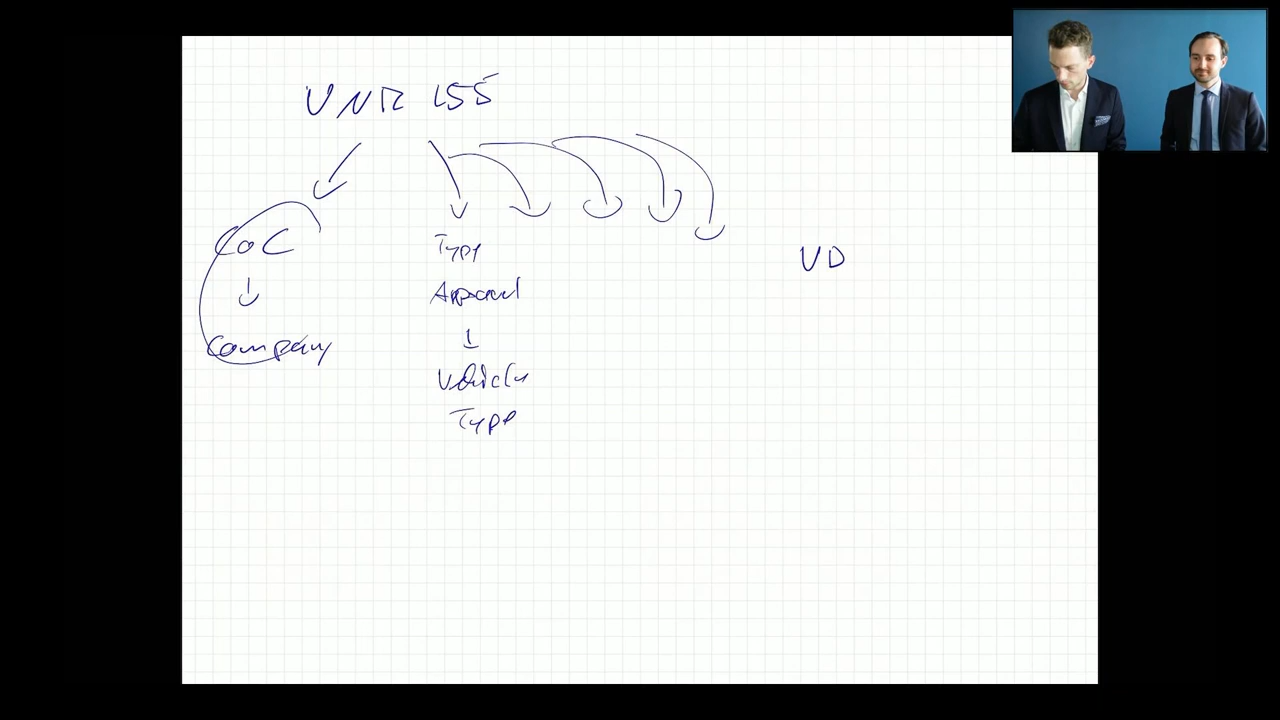 UNR 155
CoC
Company
Type
Approval
Vehicle
Type
VD